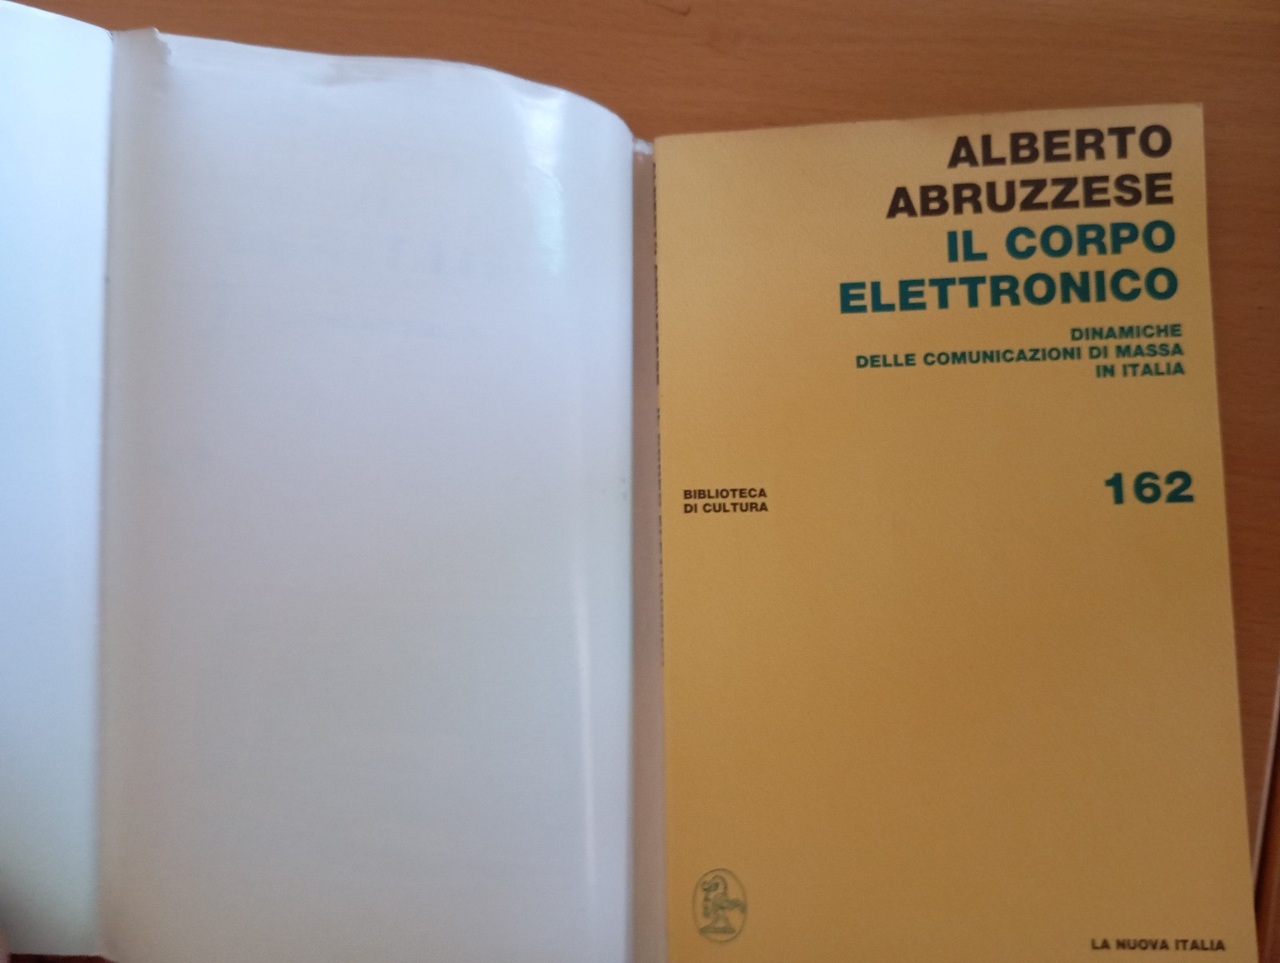 ALBERTO
ABRUZZESE
IL CORPO
ELETTRONICO
DINAMICHE
DELLE COMUNICAZIONI DI MASSA
IN ITALIA
162
BIBLIOTECA
DI CULTURA
LA NUOVA ITALIA